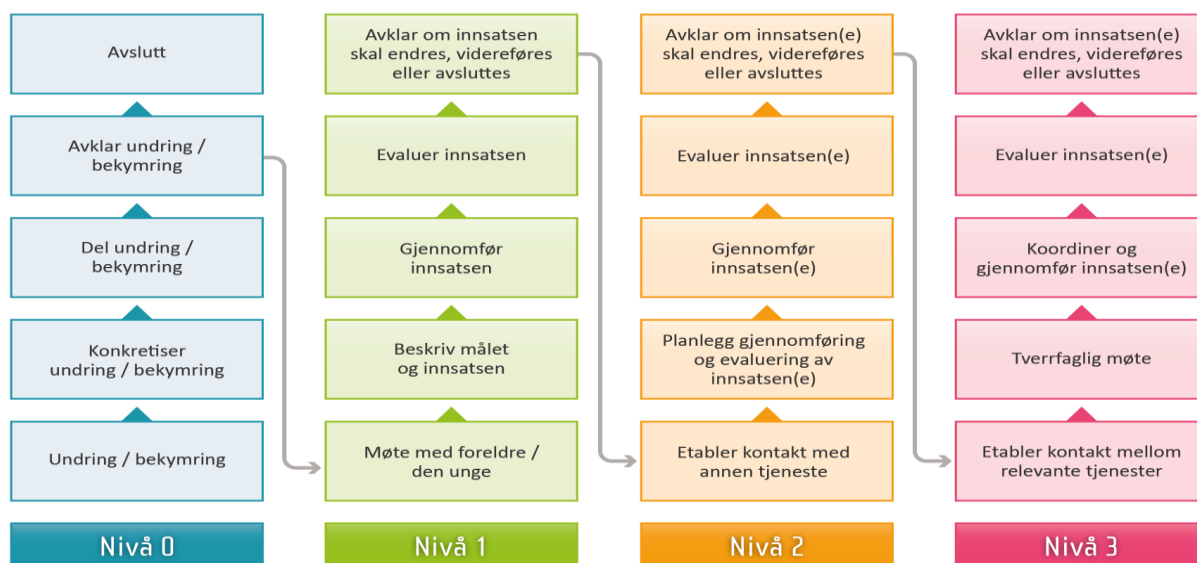 Avslutt
Avklar undring /
bekymring
Del undring /
bekymring
Konkretiser
undring / bekymring
Undring / bekymring
Nivå 0
Avklar om innsatsen
skal endres, videreføres
eller avsluttes
Evaluer innsatsen
Gjennomfør
innsatsen
Beskriv målet
og innsatsen
Møte med foreldre /
den unge
Nivå 1
Avklar om innsatsen(e)
skal endres, videreføres
eller avsluttes
Evaluer innsatsen(e)
Gjennomfør
innsatsen(e)
Planlegg gjennomføring
og evaluering av
innsatsen(e)
Etabler kontakt med
annen tjeneste
Nivå 2
Avklar om innsatsen(e)
skal endres, videreføres
eller avsluttes
Evaluer innsatsen(e)
Koordiner og
gjennomfør innsatsen(e)
Tverrfaglig møte
Etabler kontakt mellom
relevante tjenester
Nivå 3